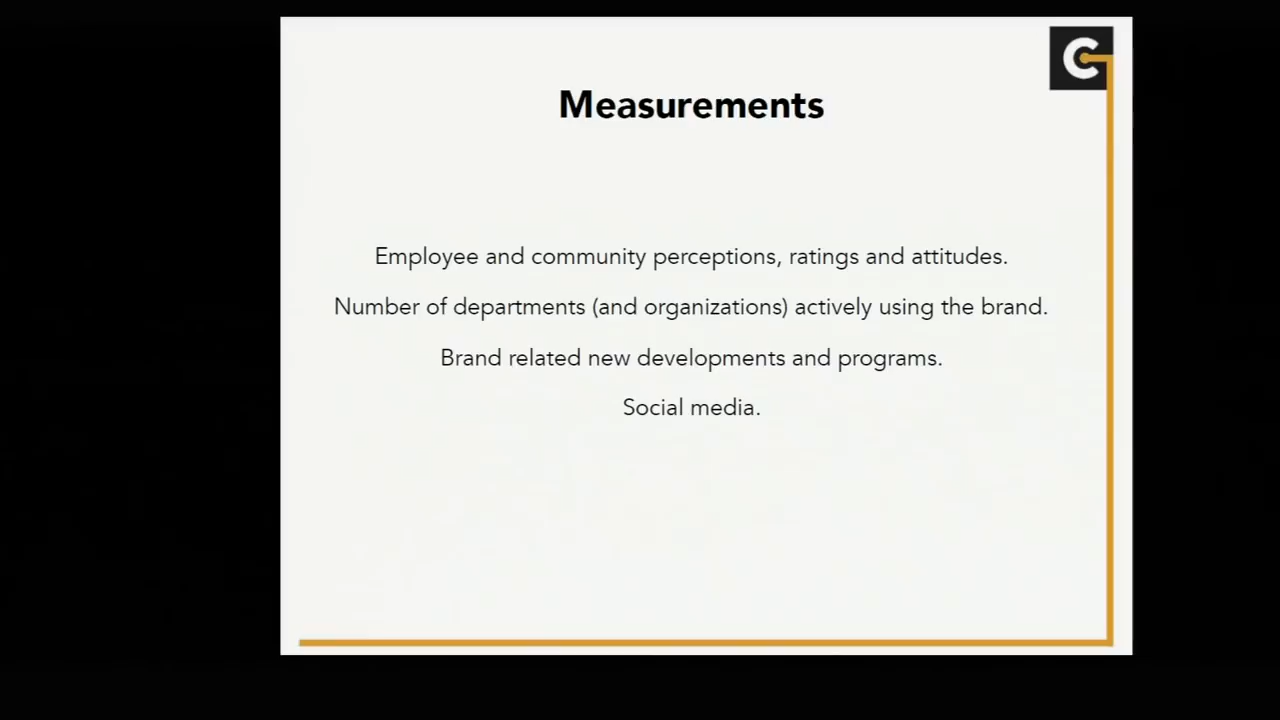 C
Measurements
Employee and community perceptions, ratings and attitudes.
Number of departments (and organizations) actively using the brand.
Brand related new developments and programs.
Social media.